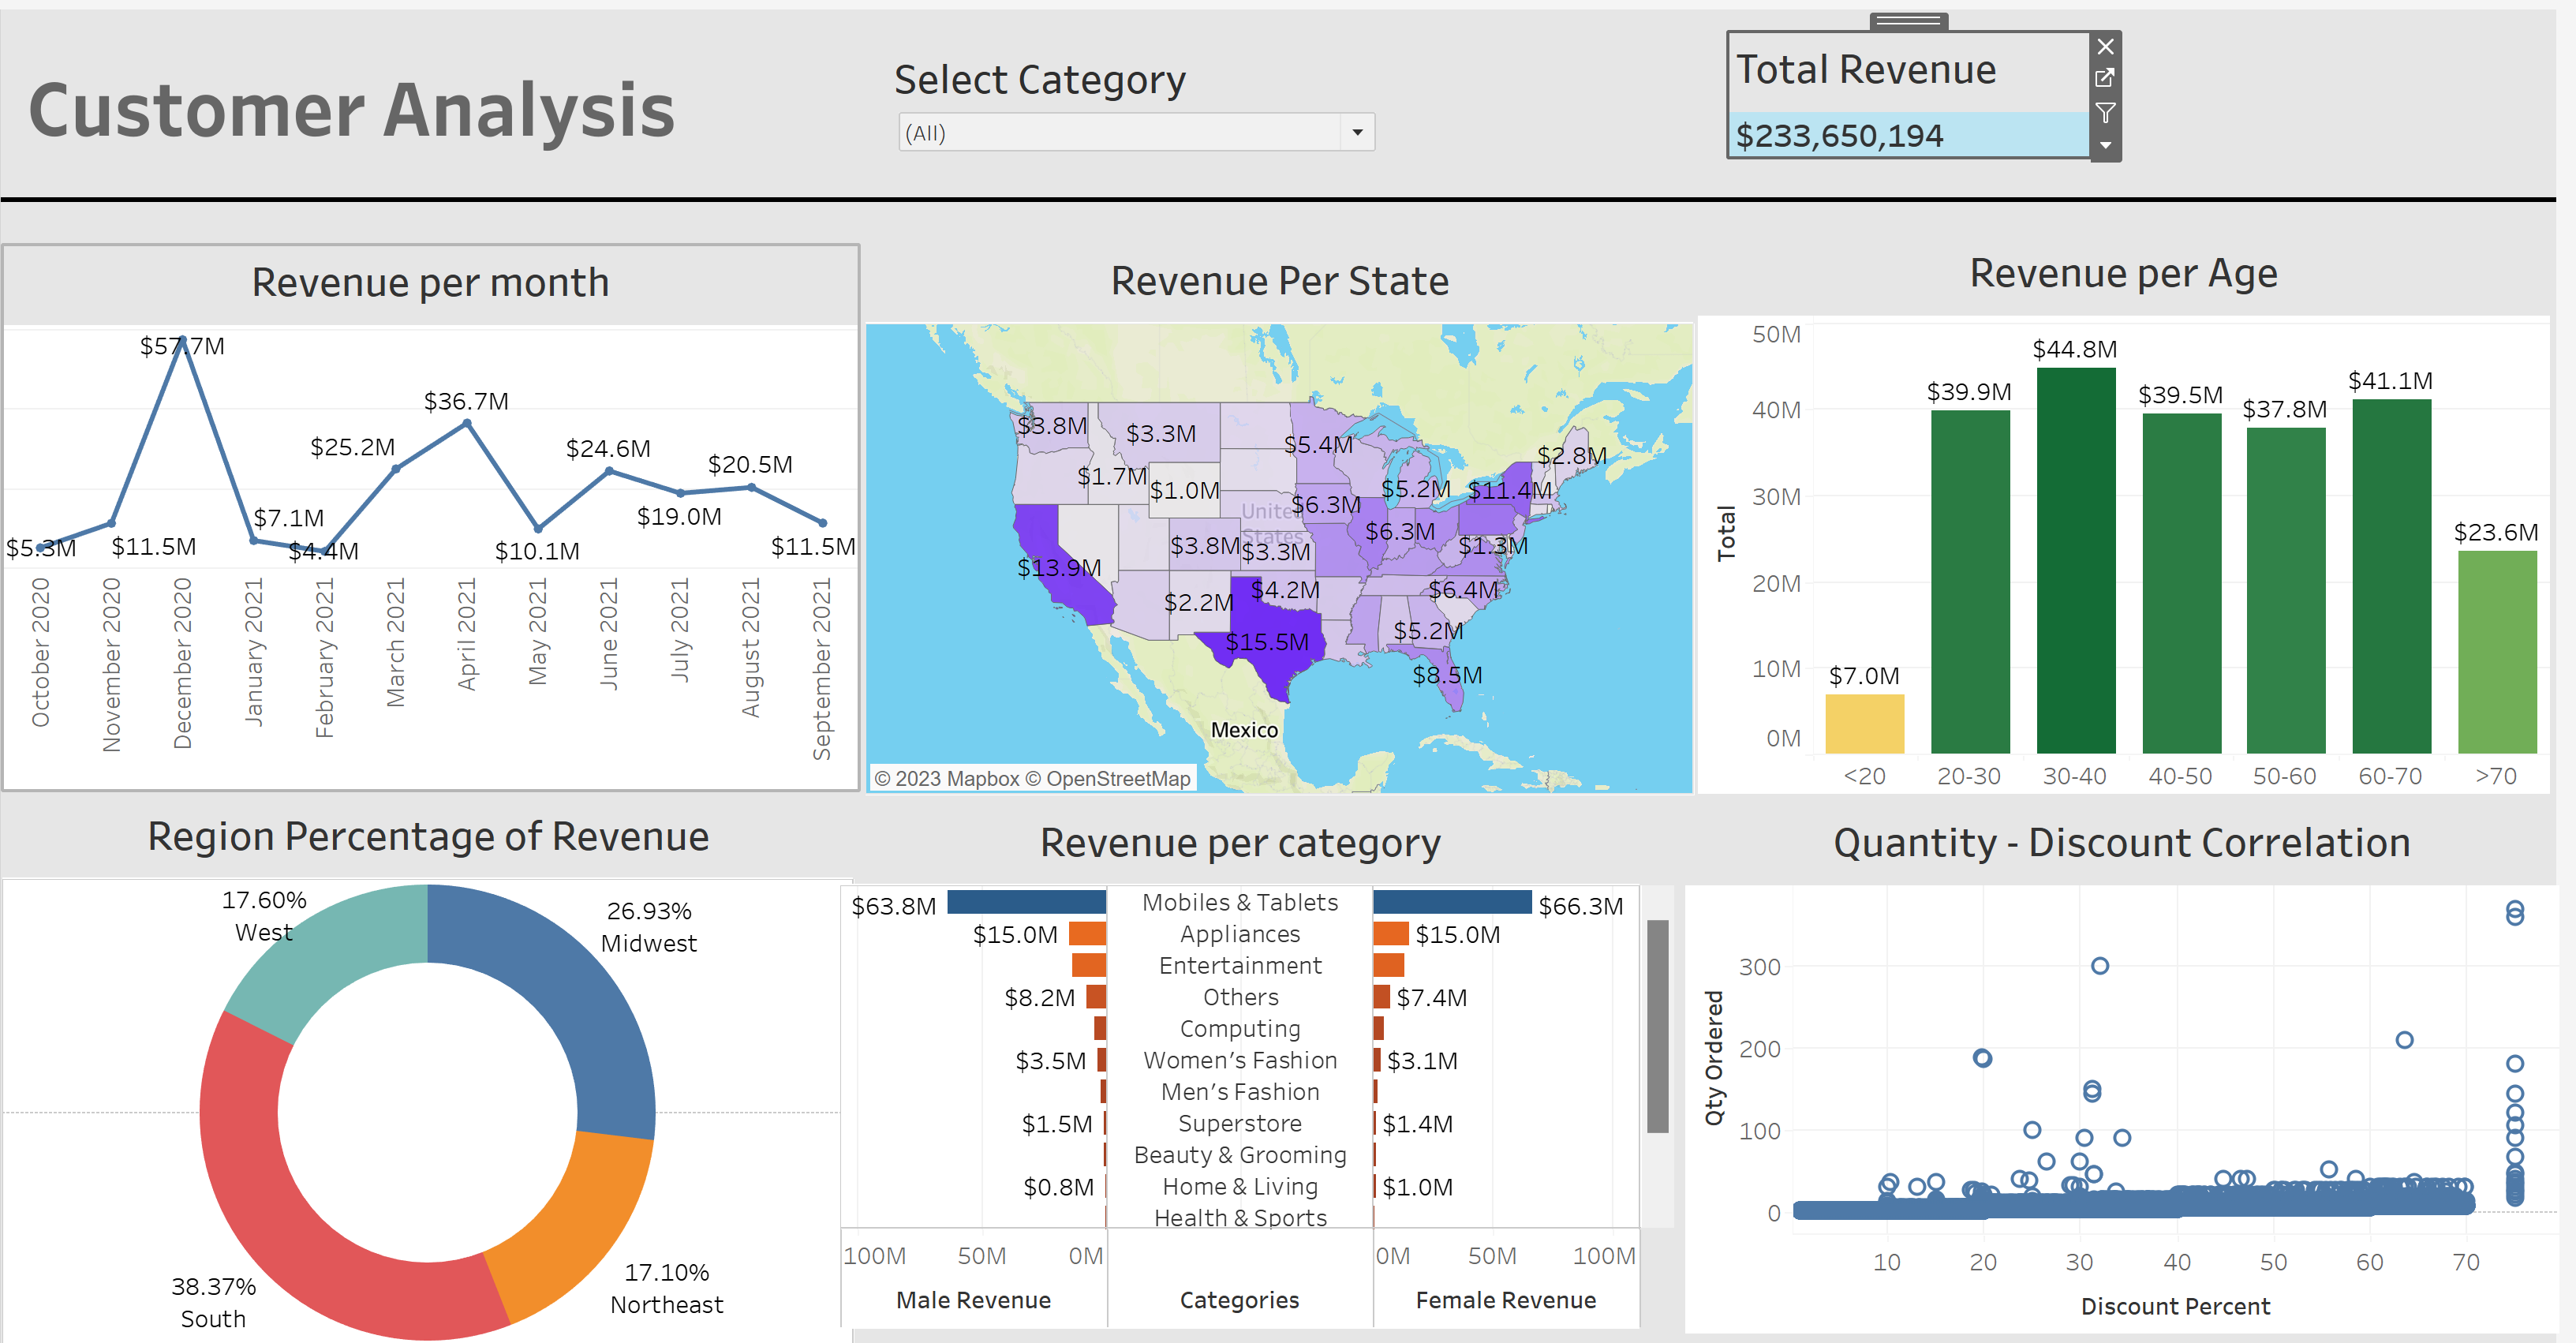 Customer Analysis
Select Category
(All)
Total Revenue
$233,650,194
Revenue per month
$57.7M
$36.7M
$25.2M
$24.6M
$20.5M
$7.1M
$19.0M
$5.3M
$11.5M
$4.4M
$10.1M
$11.5M
October 2020
November 2020
December 2020
January 2021
February 2021
March 2021
April 2021
May 2021
June 2021
July 2021
August 2021
September 2021
Revenue Per State
$3.8M
$3.3M
$5.4M
$2.8M
$1.7M
$1.0M
$5.2M
$11.4M
$6.3M
United
States
$6.3M
$3.8M
$3.3M
$1.3M
$13.9M
$4.2M
$6.4M
$2.2M
$5.2M
$15.5M
$8.5M
Mexico
© 2023 Mapbox © OpenStreetMap
Revenue per Age
Total
50M
40M
30M
20M
10M
0M
$7.0M
$39.9M
$44.8M
$39.5M
$37.8M
$41.1M
$23.6M
<20
20-30
30-40
40-50
50-60
60-70
>70
Region Percentage of Revenue
17.60%
West
26.93%
Midwest
38.37%
South
17.10%
Northeast
Revenue per category
$63.8M Mobiles & Tablets $66.3M
$15.0M Appliances $15.0M
Entertainment
$8.2M Others $7.4M
Computing
$3.5M Women's Fashion $3.1M
Men's Fashion
$1.5M Superstore $1.4M
Beauty & Grooming
$0.8M Home & Living $1.0M
Health & Sports
100M 50M 0M 0M 50M 100M
Male Revenue Categories Female Revenue
Quantity - Discount Correlation
Qty Ordered
300
200
100
0
10 20 30 40 50 60 70
Discount Percent